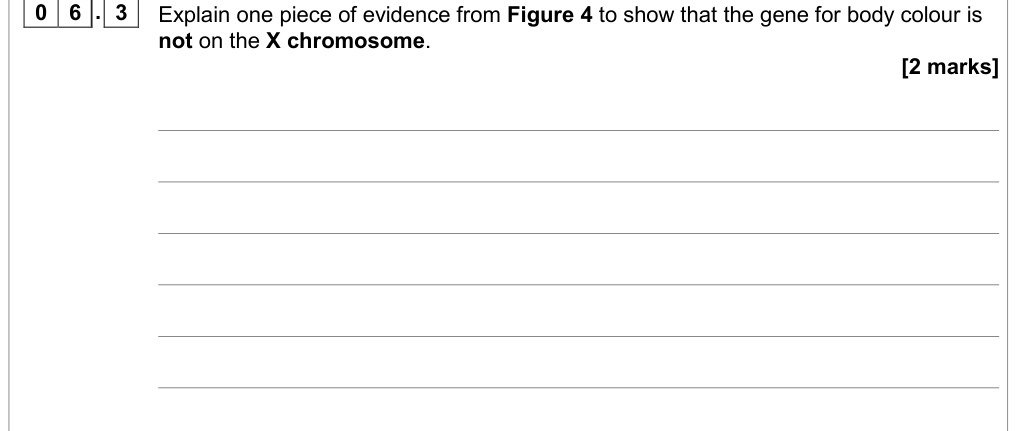 0 6 . 3 Explain one piece of evidence from Figure 4 to show that the gene for body colour is
not on the X chromosome.
[2 marks]